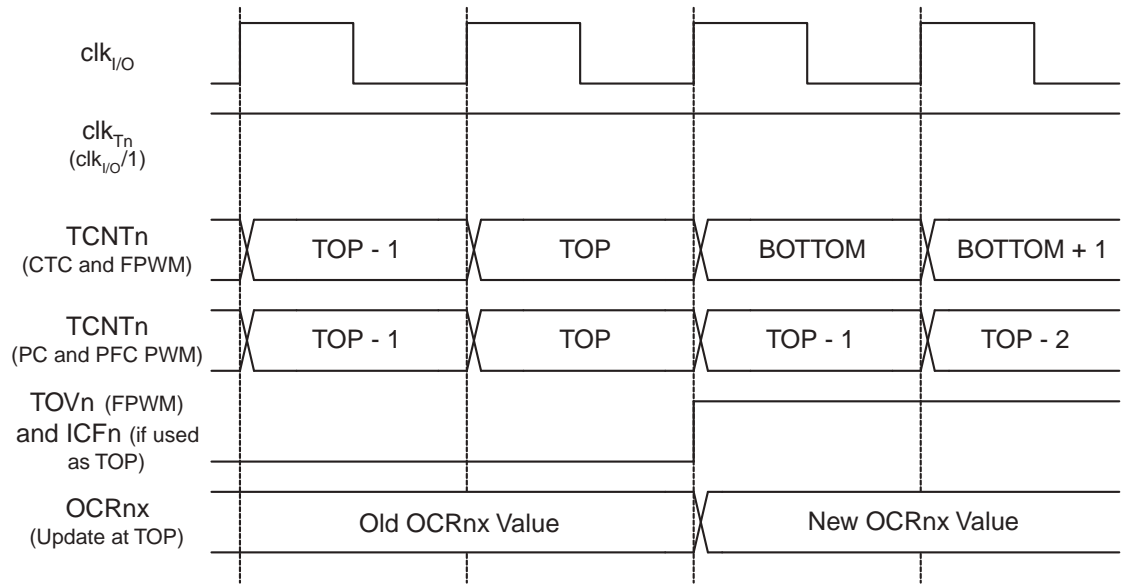 clkI/O
clkTn
(clkI/O/1)
TCNTn
(CTC and FPWM)
TOP - 1
TOP
BOTTOM
BOTTOM + 1
TCNTn
(PC and PFC PWM)
TOP - 1
TOP
TOP - 1
TOP - 2
TOVn (FPWM)
and ICFn (if used
as TOP)
OCRnx
(Update at TOP)
Old OCRnx Value
New OCRnx Value